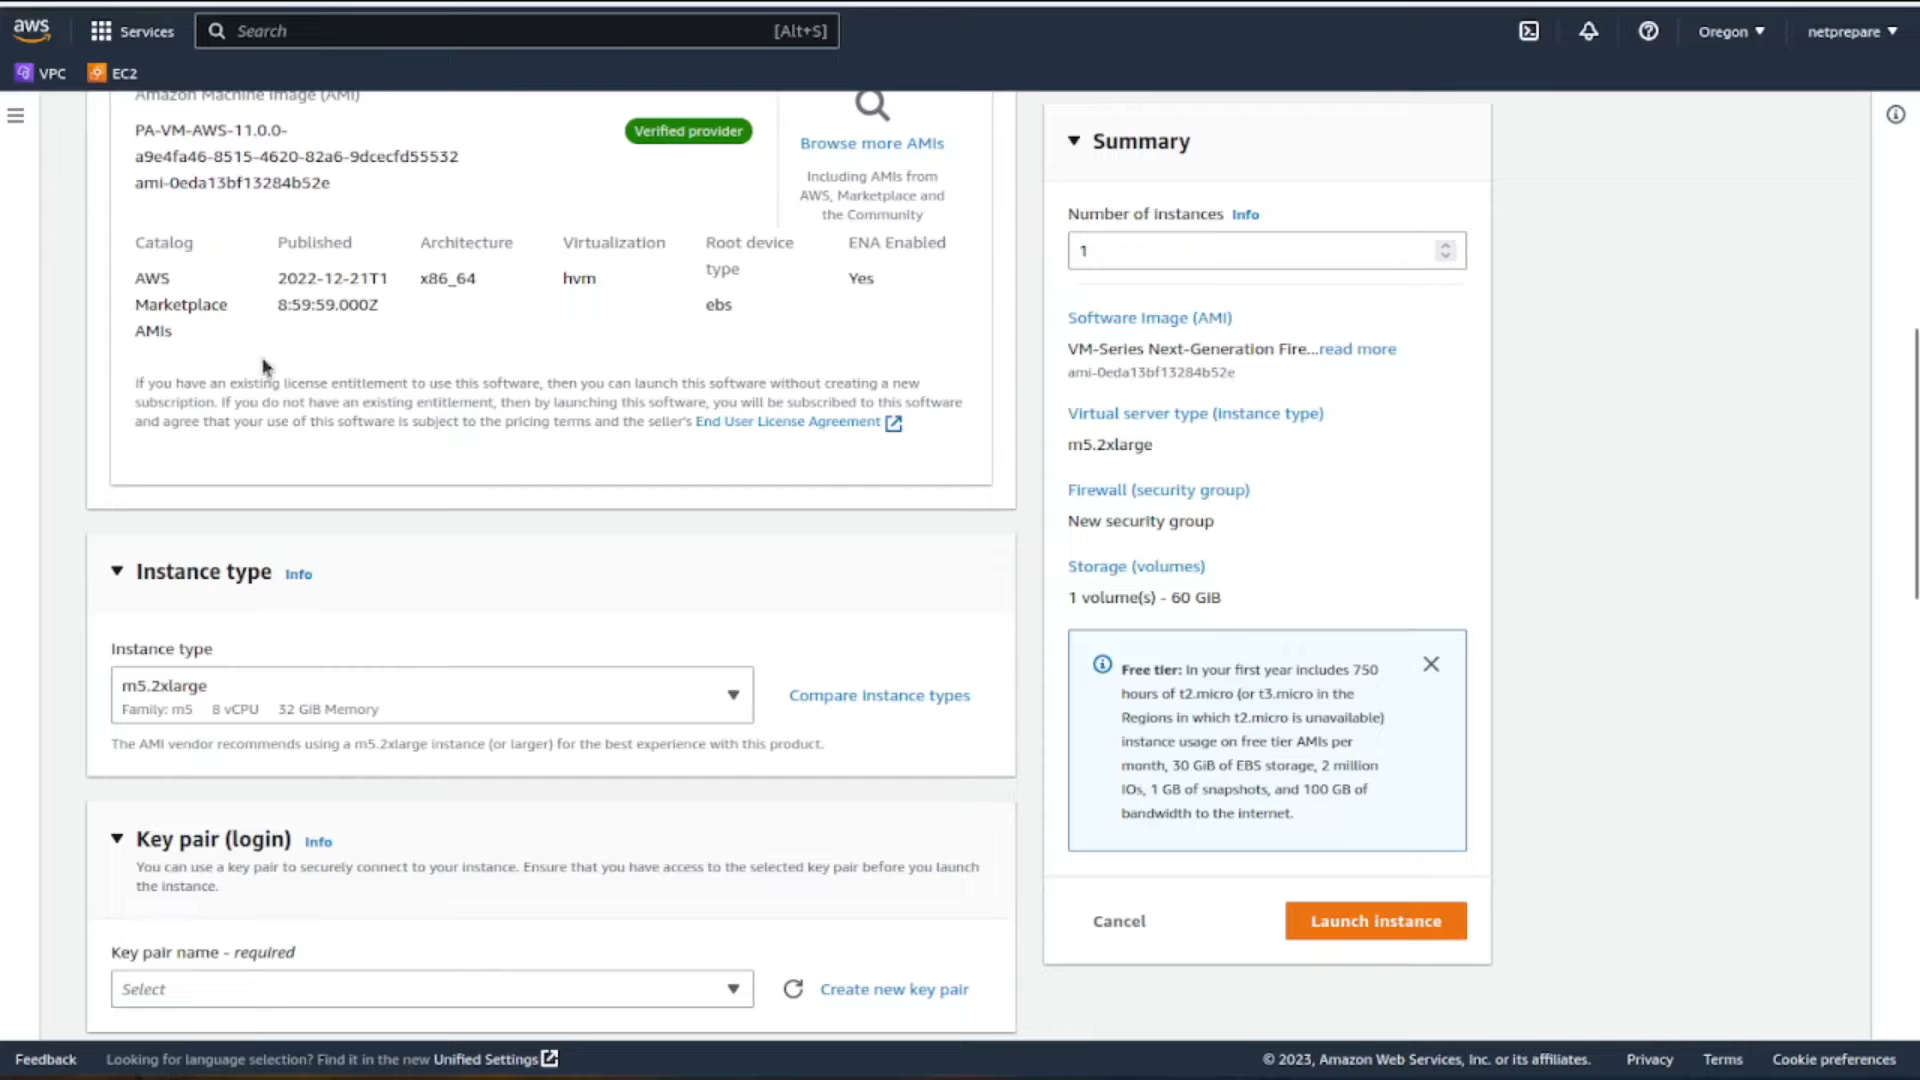 aws
Services
Search
[Alt+S]
Oregon
netprepare
VPC
EC2
Amazon Machine Image (AMI)
PA-VM-AWS-11.0.0-
a9e4fa46-8515-4620-82a6-9dcecfd55532
ami-0eda13bf13284b52e
Verified provider
Browse more AMIs
Including AMIs from
AWS, Marketplace and
the Community
Catalog
AWS
Marketplace
AMIs
Published
2022-12-21T1
8:59:59.000Z
Architecture
x86_64
Virtualization
hvm
Root device
type
ebs
ENA Enabled
Yes
If you have an existing license entitlement to use this software, then you can launch this software without creating a new
subscription. If you do not have an existing entitlement, then by launching this software, you will be subscribed to this software
and agree that your use of this software is subject to the pricing terms and the seller's End User License Agreement
Instance type Info
Instance type
m5.2xlarge
Family: m5 8 vCPU 32 GiB Memory
Compare instance types
The AMI vendor recommends using a m5.2xlarge instance (or larger) for the best experience with this product.
Key pair (login) Info
You can use a key pair to securely connect to your instance. Ensure that you have access to the selected key pair before you launch
the instance.
Key pair name - required
Select
Create new key pair
Summary
Number of instances Info
1
Software Image (AMI)
VM-Series Next-Generation Fire...read more
ami-0eda13bf13284b52e
Virtual server type (instance type)
m5.2xlarge
Firewall (security group)
New security group
Storage (volumes)
1 volume(s) - 60 GiB
Free tier: In your first year includes 750
hours of t2.micro (or t3.micro in the
Regions in which t2.micro is unavailable)
instance usage on free tier AMIs per
month, 30 GiB of EBS storage, 2 million
IOs, 1 GB of snapshots, and 100 GB of
bandwidth to the internet.
Cancel
Launch instance
Feedback
Looking for language selection? Find it in the new Unified Settings
© 2023, Amazon Web Services, Inc. or its affiliates.
Privacy
Terms
Cookie preferences